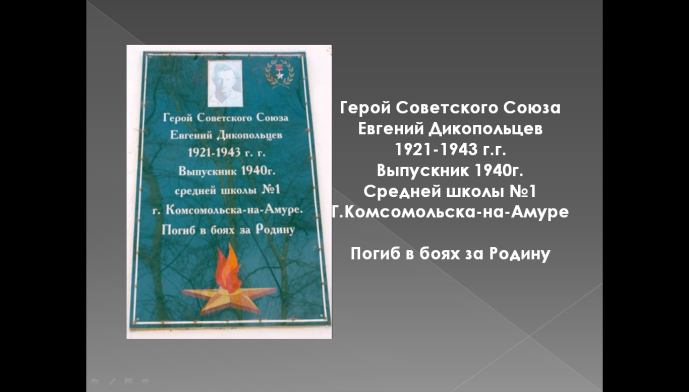 Герой Советского Союза
Евгений Дикопольцев
1921-1943 г. г.
Выпускник 1940г.
средней школы №1
г. Комсомольска-на-Амуре.
Погиб в боях за Родину
Герой Советского Союза
Евгений Дикопольцев
1921-1943 г.г.
Выпускник 1940г.
Средней школы №1
Г.Комсомольска-на-Амуре
Погиб в боях за Родину